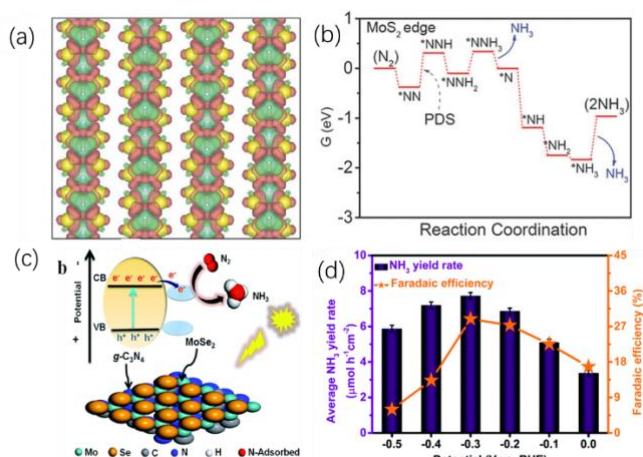 (a)
(b)
MoS₂ edge
G (eV)
1
0
-1
-2
-3
(N₂)
*NN
*NNH
*NNH₂
*NNH₃
NH₃
*N
PDS
*NH
*NH₂
*NH₃
(2NH₃)
NH₃
Reaction Coordination
(c)
b
Potential
-
+
CB
VB
e⁻ e⁻ e⁻ e⁻
e⁻
e⁻
h⁺ h⁺ h⁺ h⁺
N₂
NH₃
g-C₃N₄
MoSe₂
Mo Se C N H N-Adsorbed
(d)
NH₃ yield rate
Faradaic efficiency
Average NH₃ yield rate
(μmol h⁻¹cm⁻²)
10
8
6
4
2
0
Faradaic efficiency (%)
45
36
27
18
9
0
-0.5 -0.4 -0.3 -0.2 -0.1 0.0